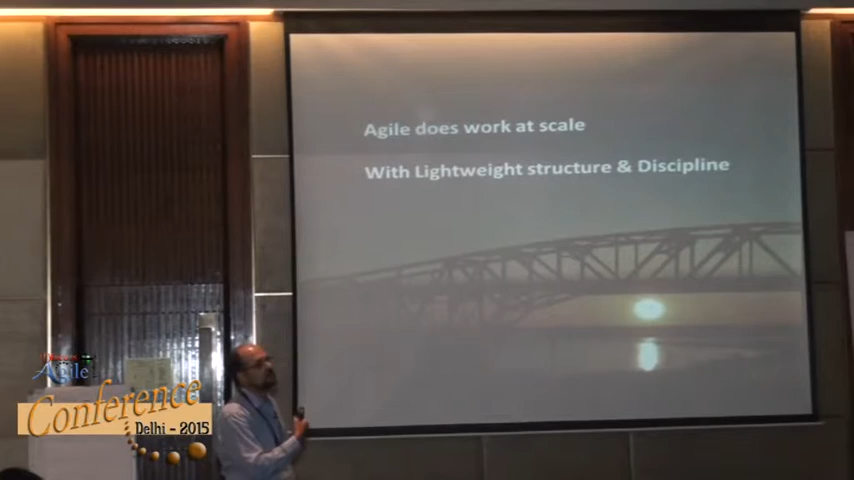 Agile does work at scale
With Lightweight structure & Discipline
Agile
Conference
Delhi - 2015